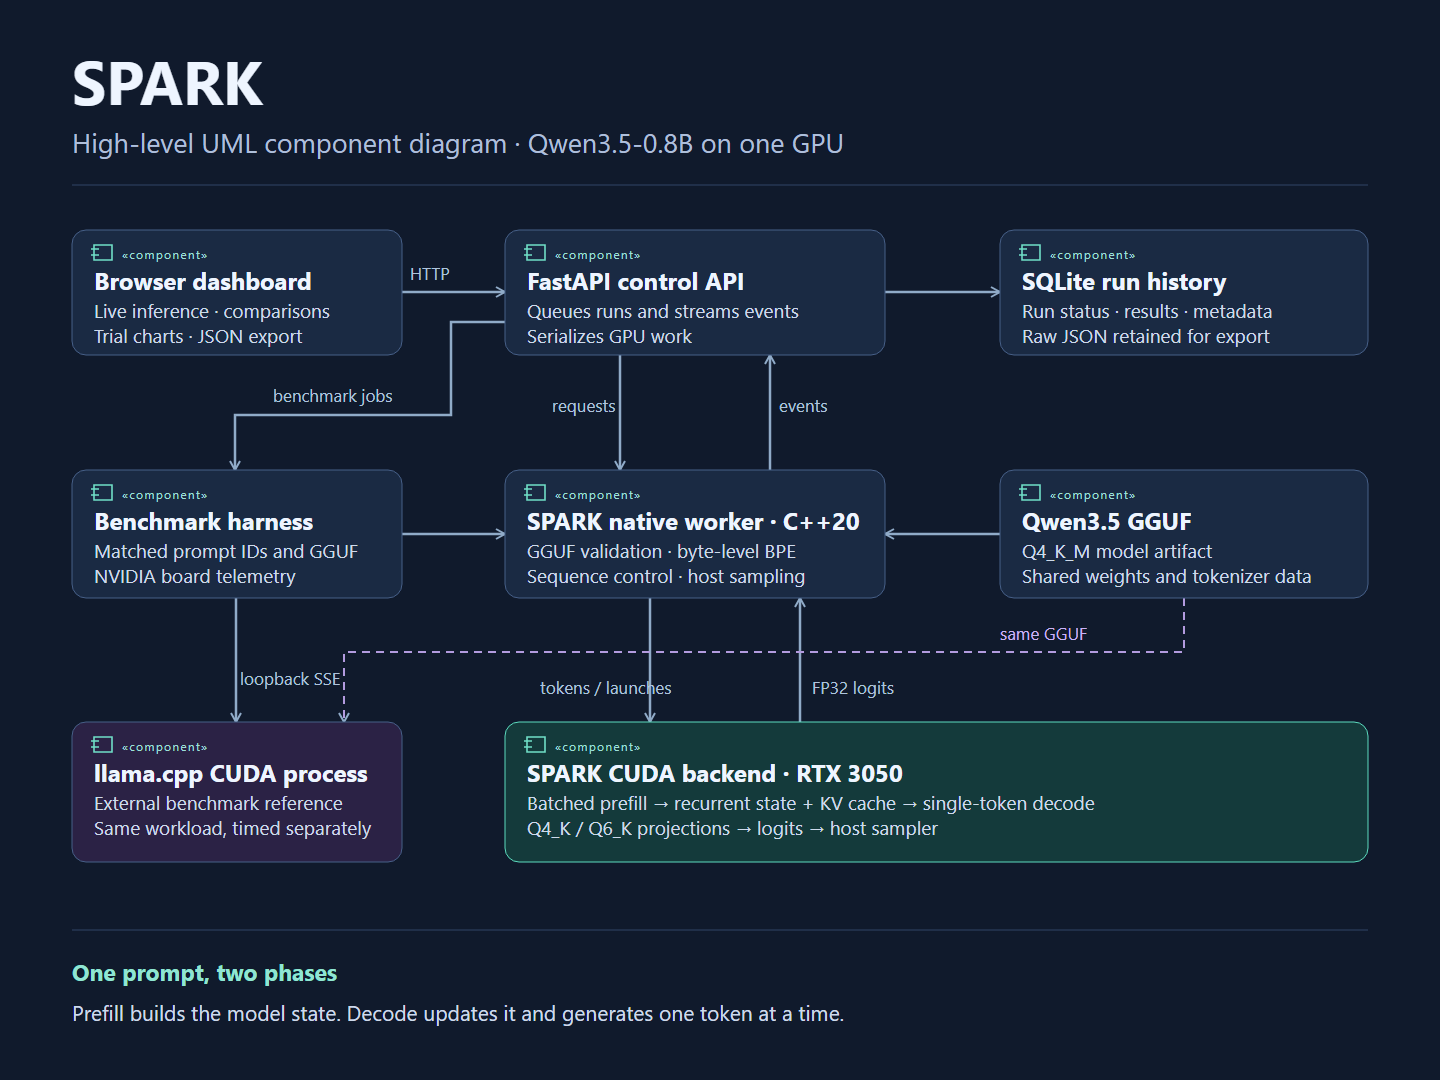 SPARK
High-level UML component diagram · Qwen3.5-0.8B on one GPU
«component»
Browser dashboard
Live inference · comparisons
Trial charts · JSON export
HTTP
«component»
FastAPI control API
Queues runs and streams events
Serializes GPU work
«component»
SQLite run history
Run status · results · metadata
Raw JSON retained for export
benchmark jobs
requests
events
«component»
Benchmark harness
Matched prompt IDs and GGUF
NVIDIA board telemetry
«component»
SPARK native worker · C++20
GGUF validation · byte-level BPE
Sequence control · host sampling
«component»
Qwen3.5 GGUF
Q4_K_M model artifact
Shared weights and tokenizer data
same GGUF
loopback SSE
tokens / launches
FP32 logits
«component»
llama.cpp CUDA process
External benchmark reference
Same workload, timed separately
«component»
SPARK CUDA backend · RTX 3050
Batched prefill → recurrent state + KV cache → single-token decode
Q4_K / Q6_K projections → logits → host sampler
One prompt, two phases
Prefill builds the model state. Decode updates it and generates one token at a time.